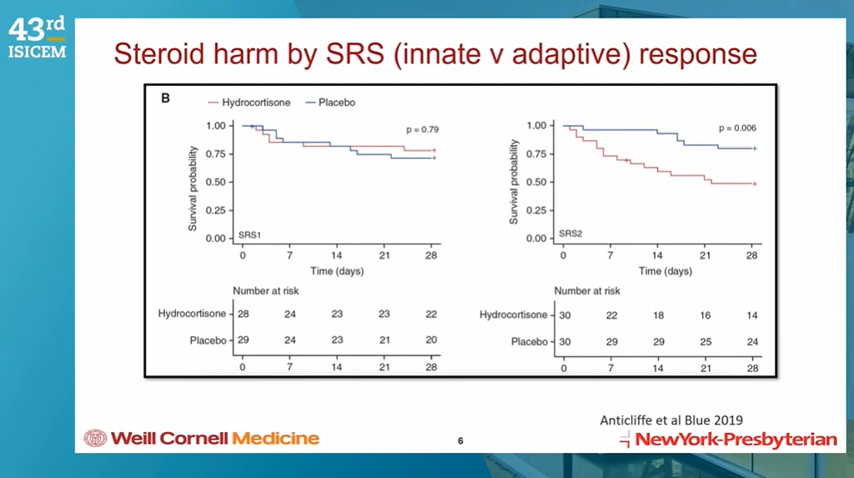 43rd
ISICEM
Steroid harm by SRS (innate v adaptive) response
B
Hydrocortisone Placebo
1.00
0.75
0.50
0.25
0.00
Survival probability
p = 0.79
SRS1
0 7 14 21 28
Time (days)
Number at risk
Hydrocortisone 28 24 23 23 22
Placebo 29 24 23 21 20
0 7 14 21 28
1.00
0.75
0.50
0.25
0.00
Survival probability
p = 0.006
SRS2
0 7 14 21 28
Time (days)
Number at risk
Hydrocortisone 30 22 18 16 14
Placebo 30 29 29 25 24
0 7 14 21 28
Anticliffe et al Blue 2019
Weill Cornell Medicine
6
NewYork-Presbyterian